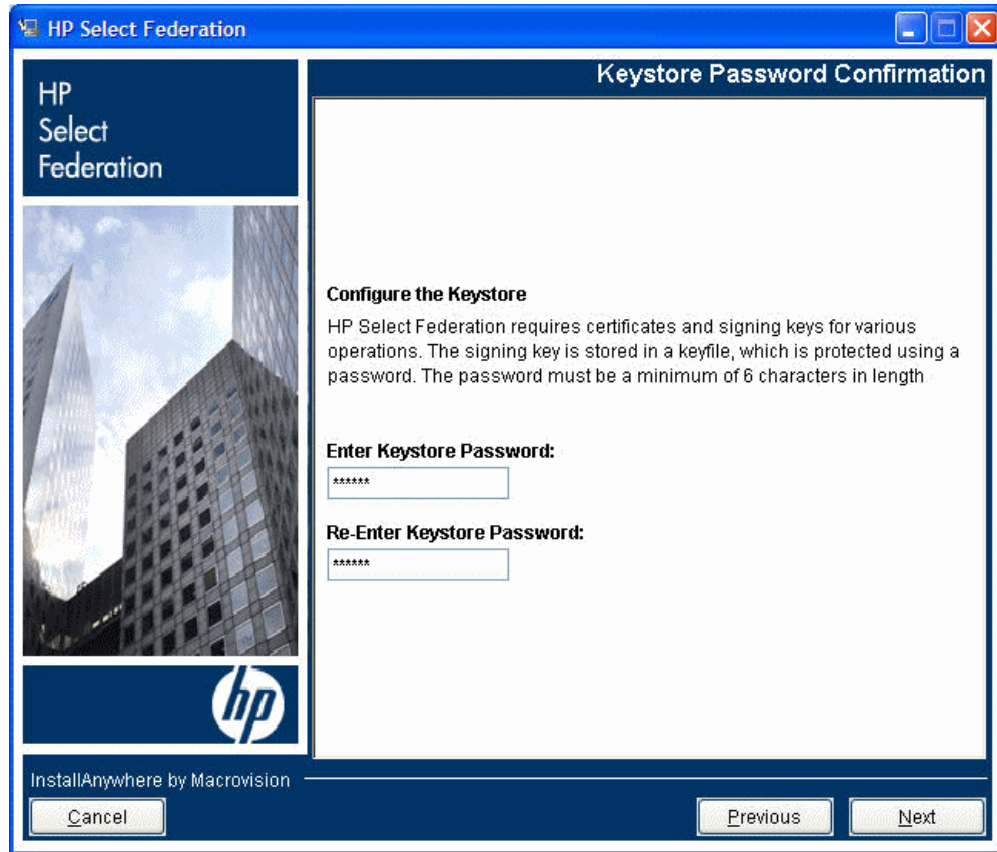 HP Select Federation
HP
Select
Federation
Keystore Password Confirmation
Configure the Keystore
HP Select Federation requires certificates and signing keys for various
operations. The signing key is stored in a keyfile, which is protected using a
password. The password must be a minimum of 6 characters in length
Enter Keystore Password:
******
Re-Enter Keystore Password:
******
hp
InstallAnywhere by Macrovision
Cancel
Previous
Next